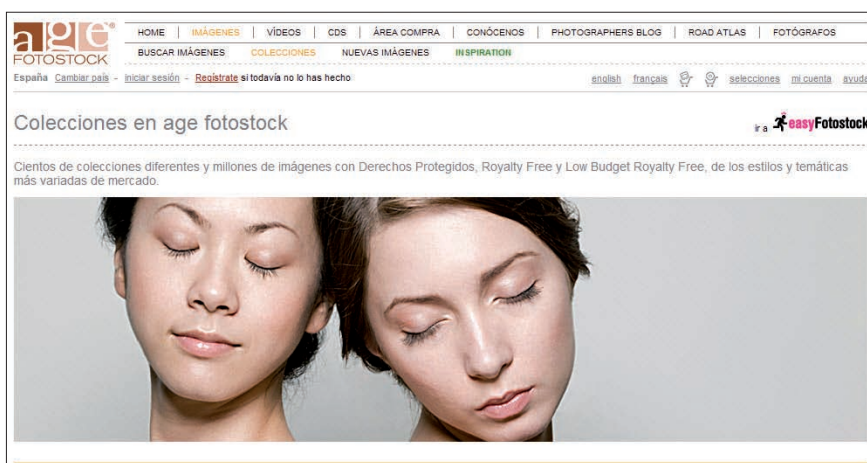 age
FOTOSTOCK
HOME | IMÁGENES | VÍDEOS | CDS | ÁREA COMPRA | CONÓCENOS | PHOTOGRAPHERS BLOG | ROAD ATLAS | FOTÓGRAFOS
BUSCAR IMÁGENES COLECCIONES NUEVAS IMÁGENES INSPIRATION
España Cambiar país - Iniciar sesión - Regístrate si todavía no lo has hecho english français selecciones mi cuenta ayuda
Colecciones en age fotostock
ir a easyFotostock
Cientos de colecciones diferentes y millones de imágenes con Derechos Protegidos, Royalty Free y Low Budget Royalty Free, de los estilos y temáticas
más variadas de mercado.